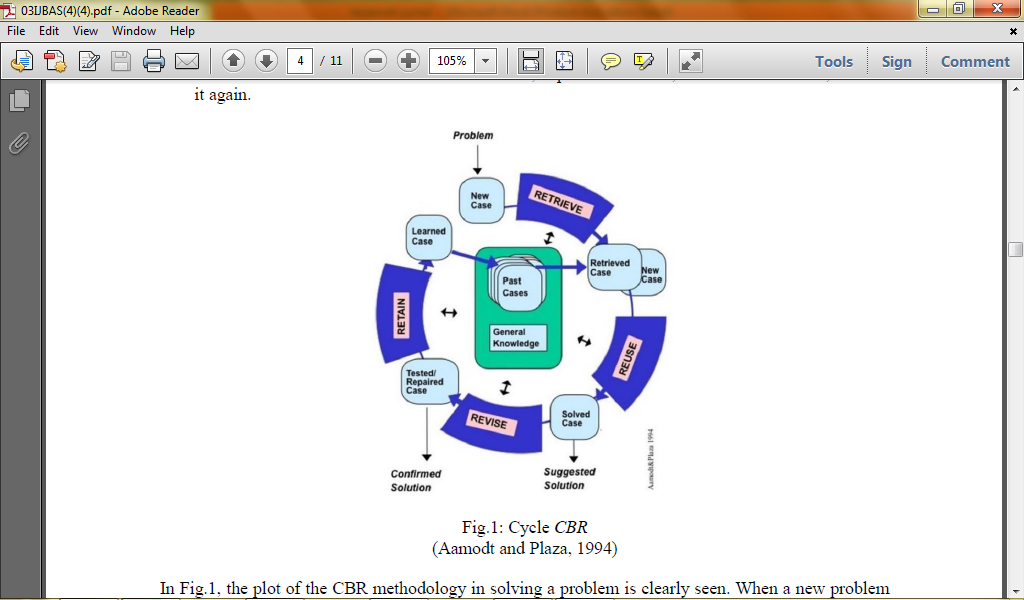 03IJBAS(4)(4).pdf - Adobe Reader
File Edit View Window Help
4 / 11
105%
Tools Sign Comment
it again.
Problem
New
Case
RETRIEVE
Learned
Case
Retrieved
Case
New
Case
Past
Cases
RETAIN
General
Knowledge
REUSE
Tested/
Repaired
Case
REVISE
Solved
Case
Confirmed
Solution
Suggested
Solution
Aamodt&Plaza 1994
Fig.1: Cycle CBR
(Aamodt and Plaza, 1994)
In Fig.1, the plot of the CBR methodology in solving a problem is clearly seen. When a new problem